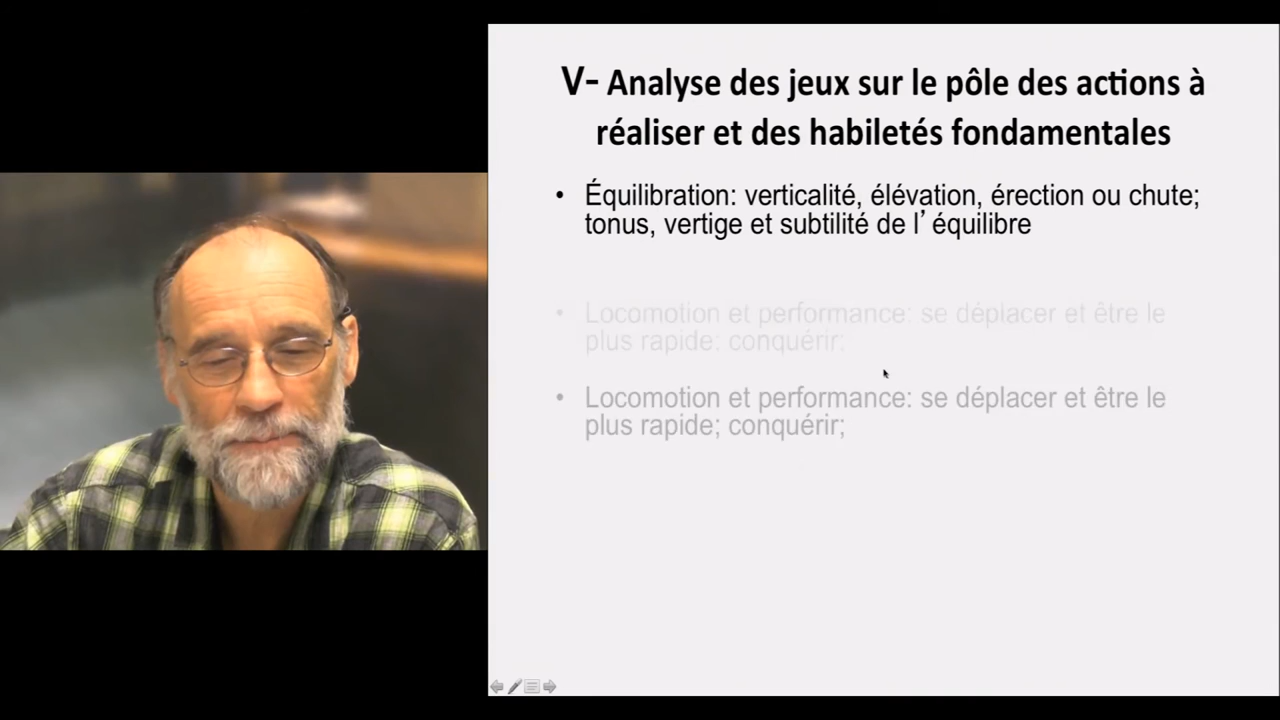 V- Analyse des jeux sur le pôle des actions à
réaliser et des habiletés fondamentales
• Équilibration: verticalité, élévation, érection ou chute;
tonus, vertige et subtilité de l’ équilibre
• Locomotion et performance: se déplacer et être le
plus rapide; conquérir;
• Locomotion et performance: se déplacer et être le
plus rapide; conquérir;